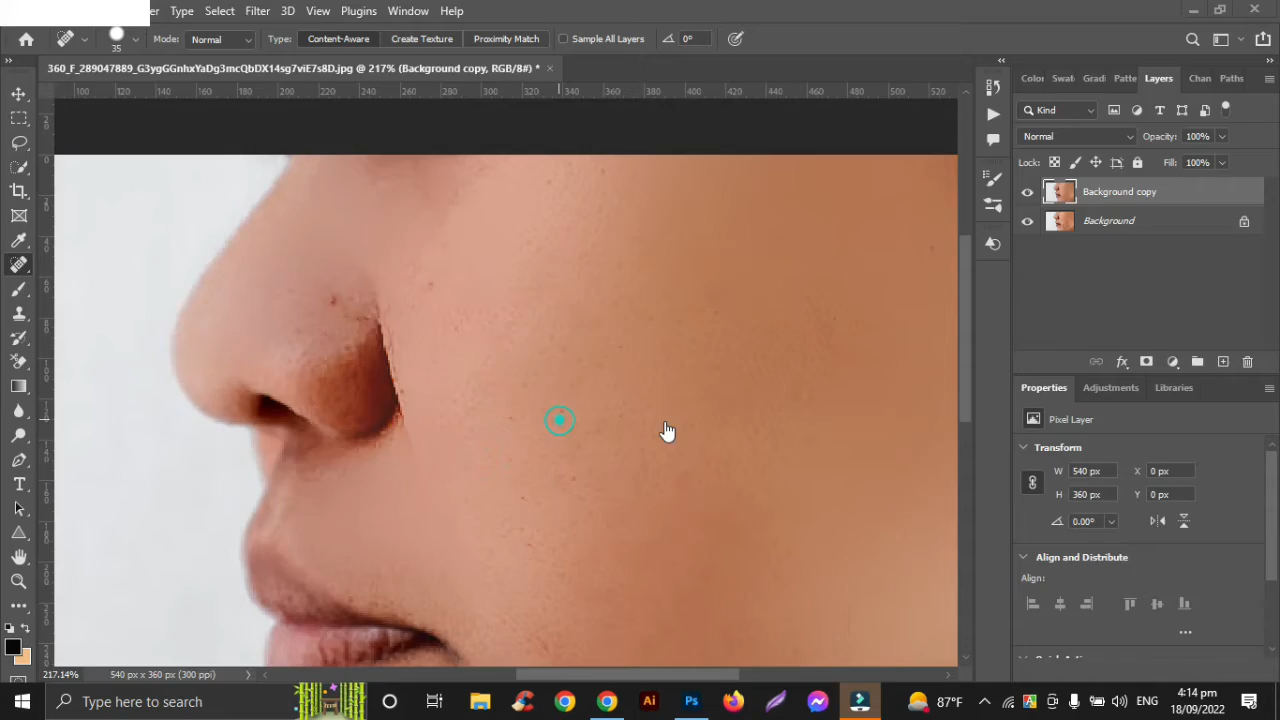 Type Select Filter 3D View Plugins Window Help
35 Mode: Normal Type: Content-Aware Create Texture Proximity Match Sample All Layers 0°
360_F_289047889_G3ygGGnhxYaDg3mcQbDX14sg7viE7s8D.jpg @ 217% (Background copy, RGB/8#) *
Color Swat Gradi Patte Layers Chan Paths
100 120 140 160 180 200 220 240 260 280 300 320 340 360 380 400 420 440 460 480 500 520
Kind
Normal Opacity: 100%
Lock: Fill: 100%
Background copy
Background
Properties Adjustments Libraries
Pixel Layer
Transform
W 540 px X 0 px
H 360 px Y 0 px
0.00°
Align and Distribute
Align:
217.14% 540 px x 360 px (300 ppi)
Type here to search
Ai Ps 87°F ENG 4:14 pm
18/09/2022